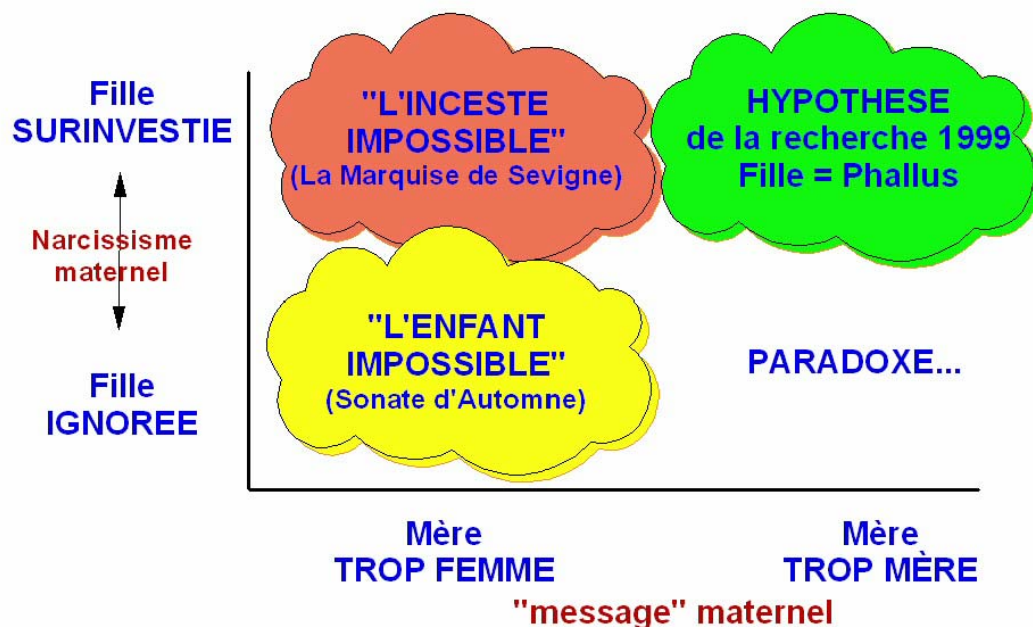 Fille
SURINVESTIE
Narcissisme
maternel
Fille
IGNOREE
"L'INCESTE
IMPOSSIBLE"
(La Marquise de Sevigne)
HYPOTHESE
de la recherche 1999
Fille = Phallus
"L'ENFANT
IMPOSSIBLE"
(Sonate d'Automne)
PARADOXE...
Mère
TROP FEMME
Mère
TROP MÈRE
"message" maternel